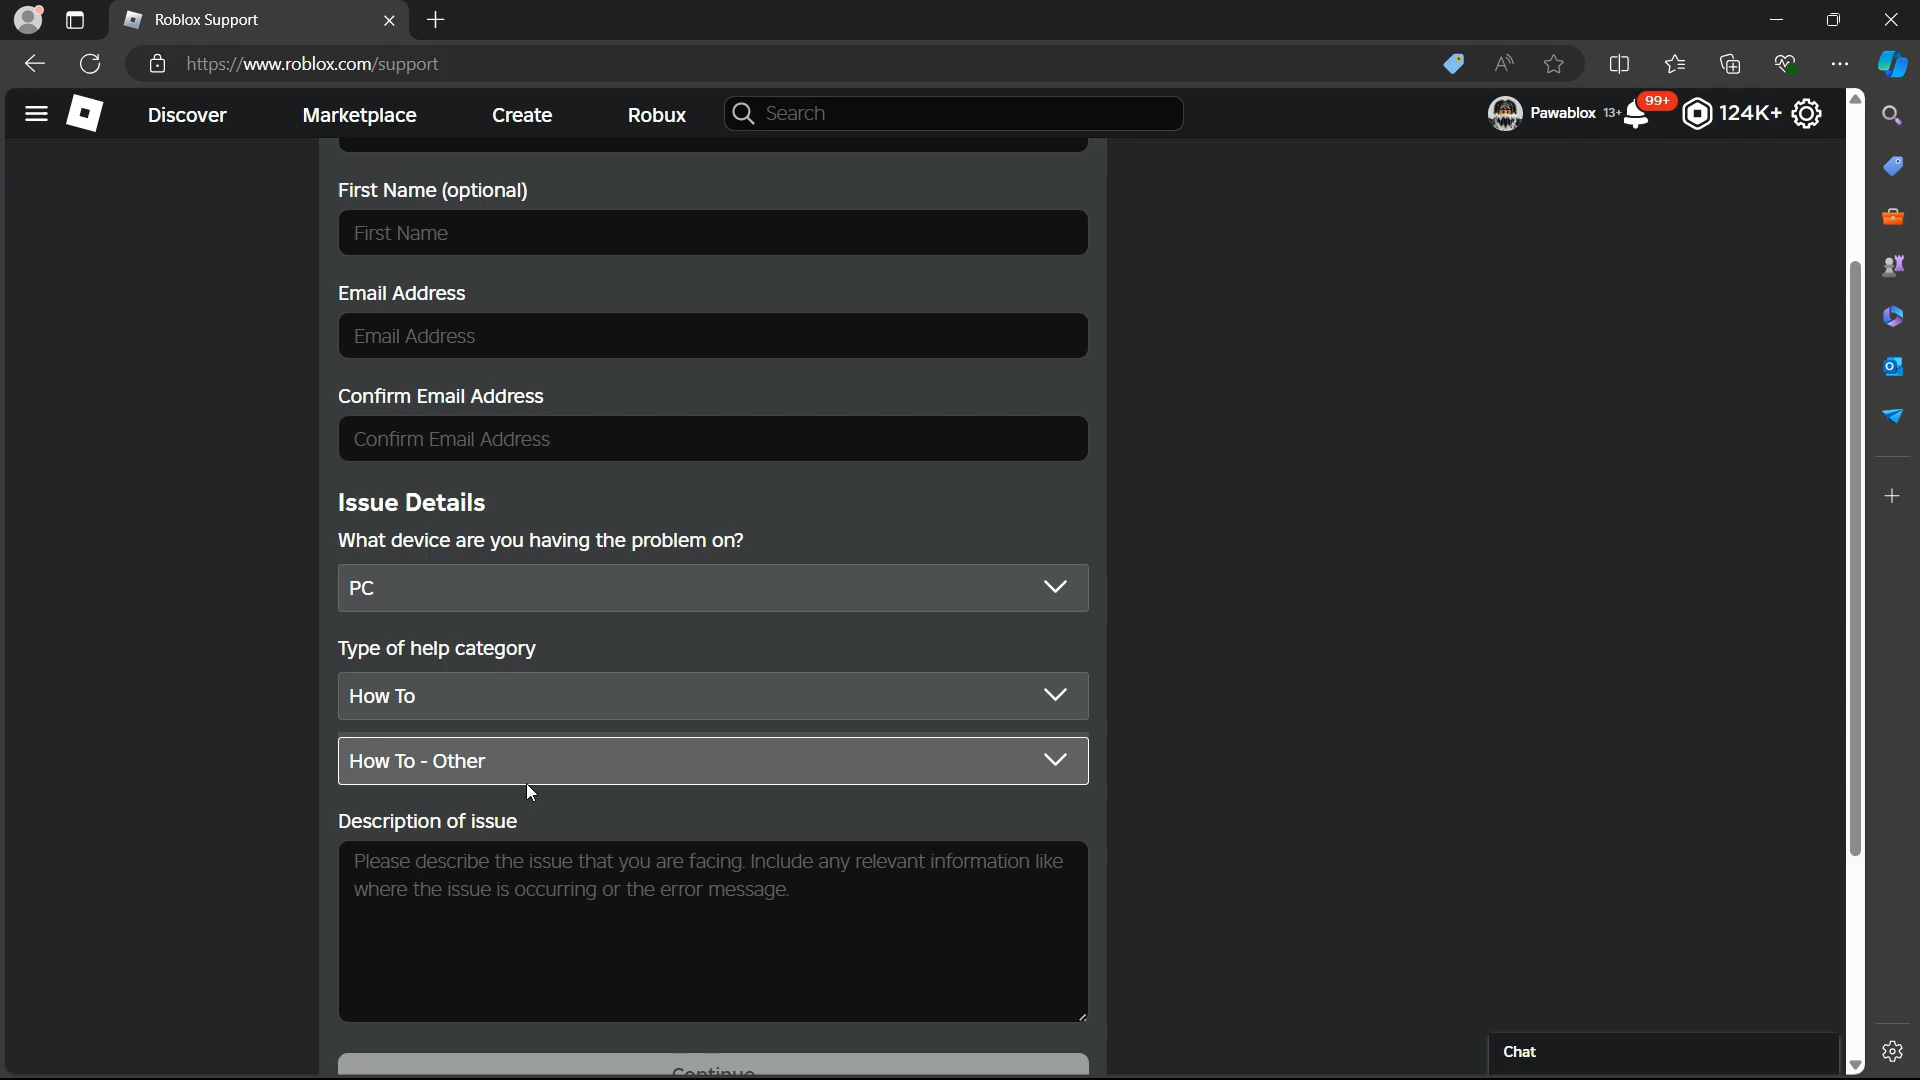 Roblox Support
https://www.roblox.com/support
Discover
Marketplace
Create
Robux
Search
Pawablox 13+
99+
124K+
First Name (optional)
First Name
Email Address
Email Address
Confirm Email Address
Confirm Email Address
Issue Details
What device are you having the problem on?
PC
Type of help category
How To
How To - Other
Description of issue
Please describe the issue that you are facing. Include any relevant information like
where the issue is occurring or the error message.
Continue
Chat